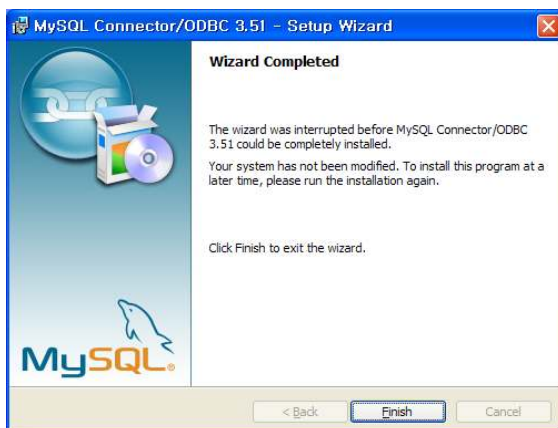 MySQL Connector/ODBC 3.51 - Setup Wizard
Wizard Completed
The wizard was interrupted before MySQL Connector/ODBC
3.51 could be completely installed.
Your system has not been modified. To install this program at a
later time, please run the installation again.
Click Finish to exit the wizard.
MySQL®
< Back
Finish
Cancel